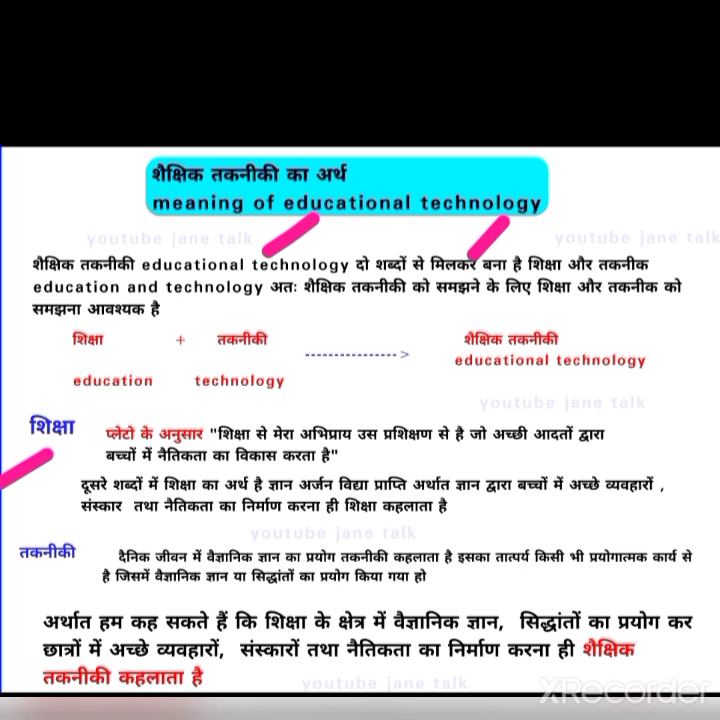 शैक्षिक तकनीकी का अर्थ
meaning of educational technology
youtube jane talk
youtube jane talk
शैक्षिक तकनीकी educational technology दो शब्दों से मिलकर बना है शिक्षा और तकनीक
education and technology अतः शैक्षिक तकनीकी को समझने के लिए शिक्षा और तकनीक को
समझना आवश्यक है
शिक्षा + तकनीकी ----------------> शैक्षिक तकनीकी
educational technology
education technology
youtube jane talk
शिक्षा
प्लेटो के अनुसार "शिक्षा से मेरा अभिप्राय उस प्रशिक्षण से है जो अच्छी आदतों द्वारा
बच्चों में नैतिकता का विकास करता है"
दूसरे शब्दों में शिक्षा का अर्थ है ज्ञान अर्जन विद्या प्राप्ति अर्थात ज्ञान द्वारा बच्चों में अच्छे व्यवहारों ,
संस्कार तथा नैतिकता का निर्माण करना ही शिक्षा कहलाता है
youtube jane talk
तकनीकी दैनिक जीवन में वैज्ञानिक ज्ञान का प्रयोग तकनीकी कहलाता है इसका तात्पर्य किसी भी प्रयोगात्मक कार्य से
है जिसमें वैज्ञानिक ज्ञान या सिद्धांतों का प्रयोग किया गया हो
अर्थात हम कह सकते हैं कि शिक्षा के क्षेत्र में वैज्ञानिक ज्ञान, सिद्धांतों का प्रयोग कर
छात्रों में अच्छे व्यवहारों, संस्कारों तथा नैतिकता का निर्माण करना ही शैक्षिक
तकनीकी कहलाता है
youtube jane talk
XRecorder